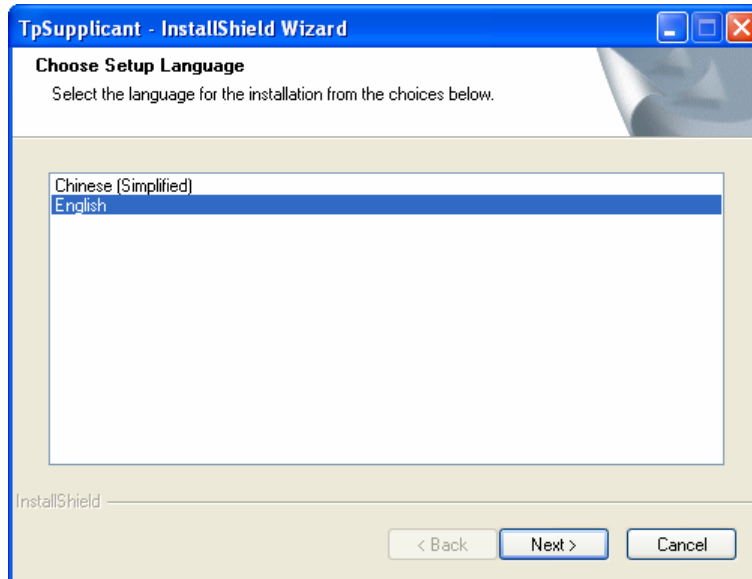 TpSupplicant - InstallShield Wizard
Choose Setup Language
Select the language for the installation from the choices below.
Chinese (Simplified)
English
InstallShield
< Back Next > Cancel